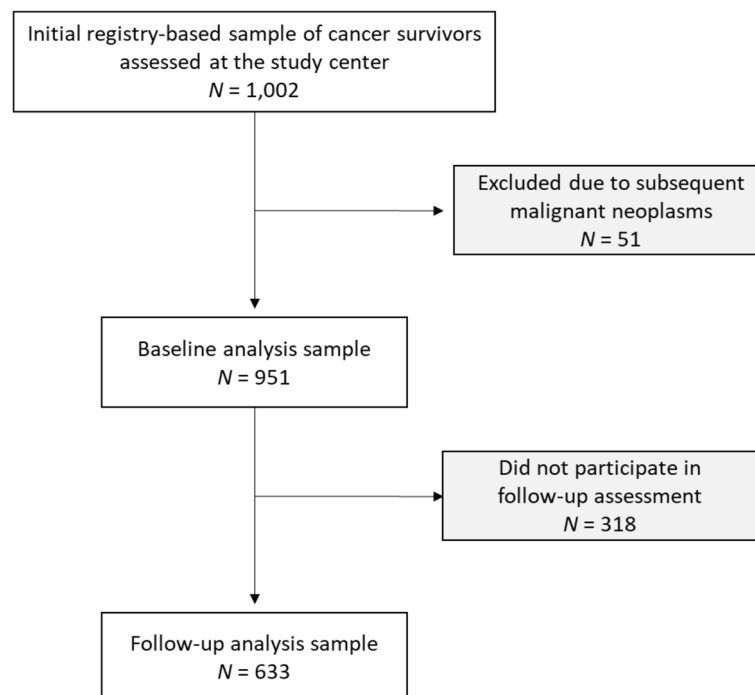 Initial registry-based sample of cancer survivors
assessed at the study center
N = 1,002
Excluded due to subsequent
malignant neoplasms
N = 51
Baseline analysis sample
N = 951
Did not participate in
follow-up assessment
N = 318
Follow-up analysis sample
N = 633